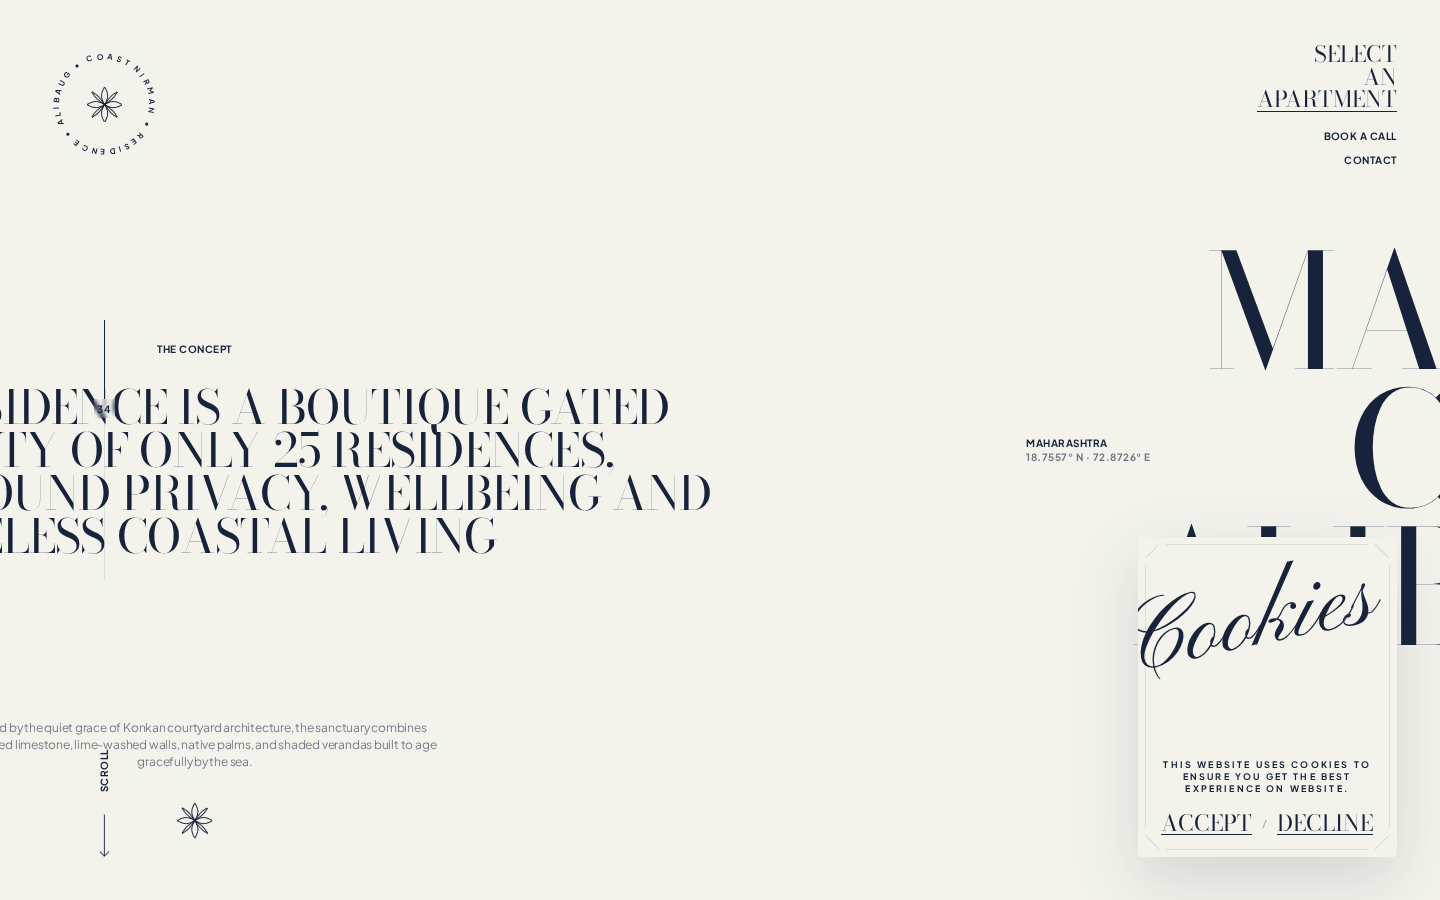 COAST NIRMAN • RESIDENCE • ALIBAUG •
SELECT
AN
APARTMENT
BOOK A CALL
CONTACT
MA
THE CONCEPT
SIDENCE IS A BOUTIQUE GATED
34
TY OF ONLY 25 RESIDENCES.
OUND PRIVACY, WELLBEING AND
ELESS COASTAL LIVING
C
MAHARASHTRA
18.7557° N · 72.8726° E
Cookies
THIS WEBSITE USES COOKIES TO
ENSURE YOU GET THE BEST
EXPERIENCE ON WEBSITE.
ACCEPT / DECLINE
d by the quiet grace of Konkan courtyard architecture, the sanctuary combines
ed limestone, lime-washed walls, native palms, and shaded verandas built to age
gracefully by the sea.
SCROLL